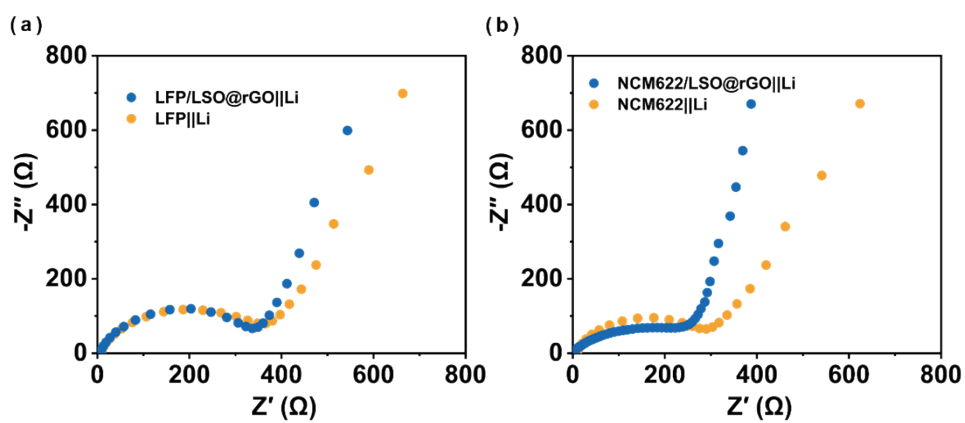 (a)
-Z″ (Ω)
800
600
400
200
0
LFP/LSO@rGO||Li
LFP||Li
0 200 400 600 800
Z′ (Ω)
(b)
-Z″ (Ω)
800
600
400
200
0
NCM622/LSO@rGO||Li
NCM622||Li
0 200 400 600 800
Z′ (Ω)